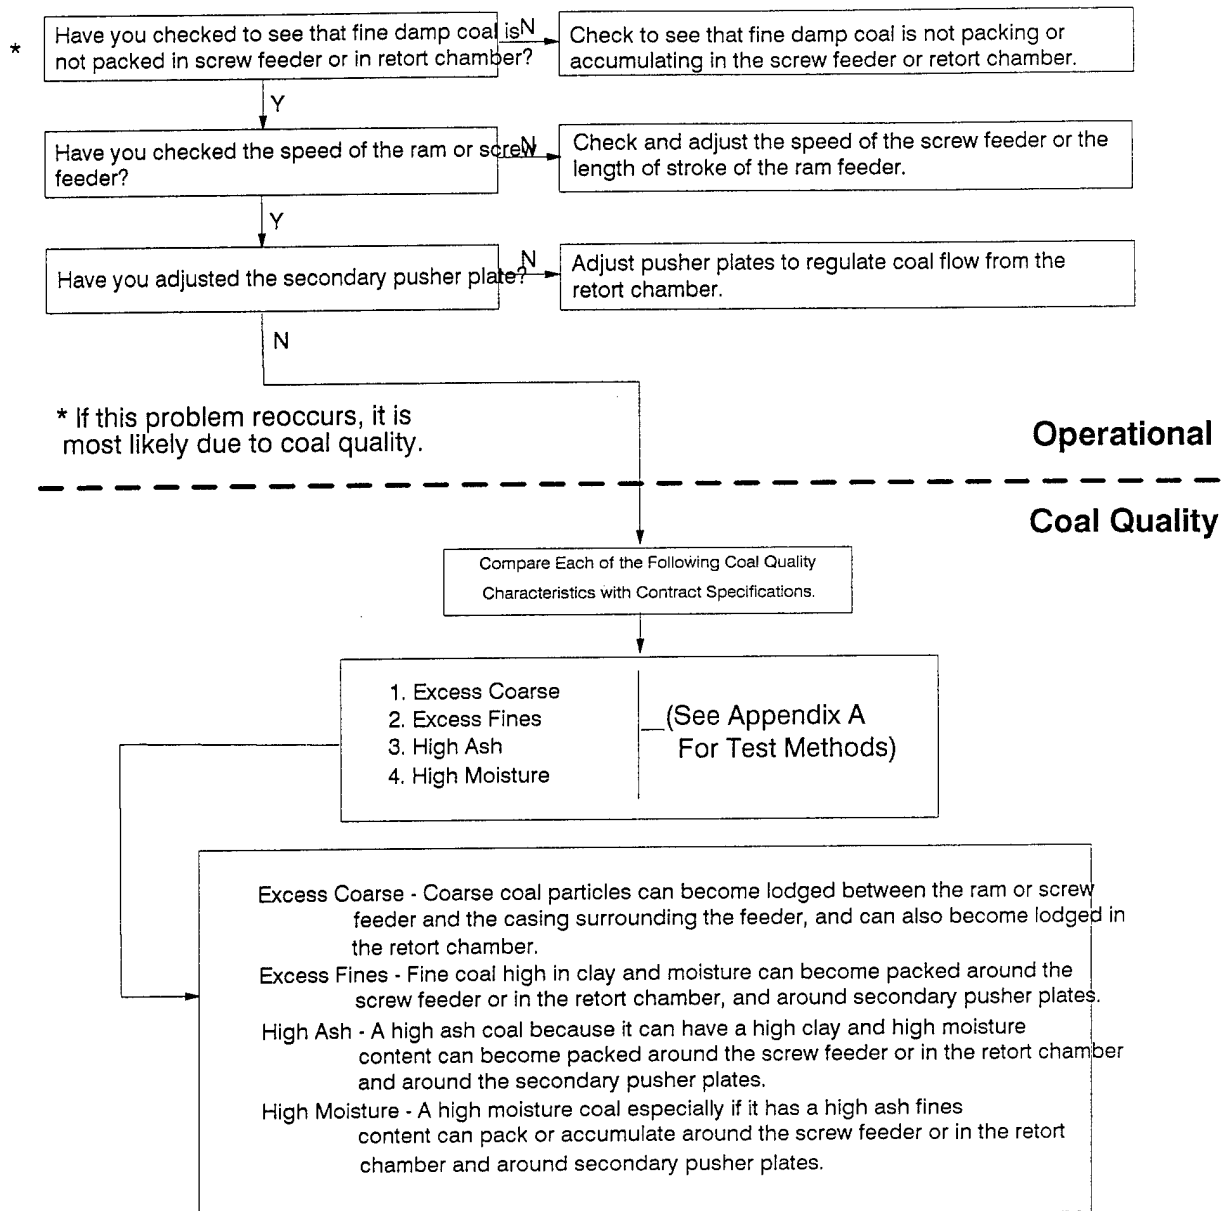 *
Have you checked to see that fine damp coal is
not packed in screw feeder or in retort chamber?
N
Check to see that fine damp coal is not packing or
accumulating in the screw feeder or retort chamber.
Y
Have you checked the speed of the ram or screw
feeder?
N
Check and adjust the speed of the screw feeder or the
length of stroke of the ram feeder.
Y
Have you adjusted the secondary pusher plate?
N
Adjust pusher plates to regulate coal flow from the
retort chamber.
N
* If this problem reoccurs, it is
most likely due to coal quality.
Operational
Coal Quality
Compare Each of the Following Coal Quality
Characteristics with Contract Specifications.
1. Excess Coarse
2. Excess Fines
3. High Ash
4. High Moisture
(See Appendix A
For Test Methods)
Excess Coarse - Coarse coal particles can become lodged between the ram or screw
feeder and the casing surrounding the feeder, and can also become lodged in
the retort chamber.
Excess Fines - Fine coal high in clay and moisture can become packed around the
screw feeder or in the retort chamber, and around secondary pusher plates.
High Ash - A high ash coal because it can have a high clay and high moisture
content can become packed around the screw feeder or in the retort chamber
and around the secondary pusher plates.
High Moisture - A high moisture coal especially if it has a high ash fines
content can pack or accumulate around the screw feeder or in the retort
chamber and around secondary pusher plates.